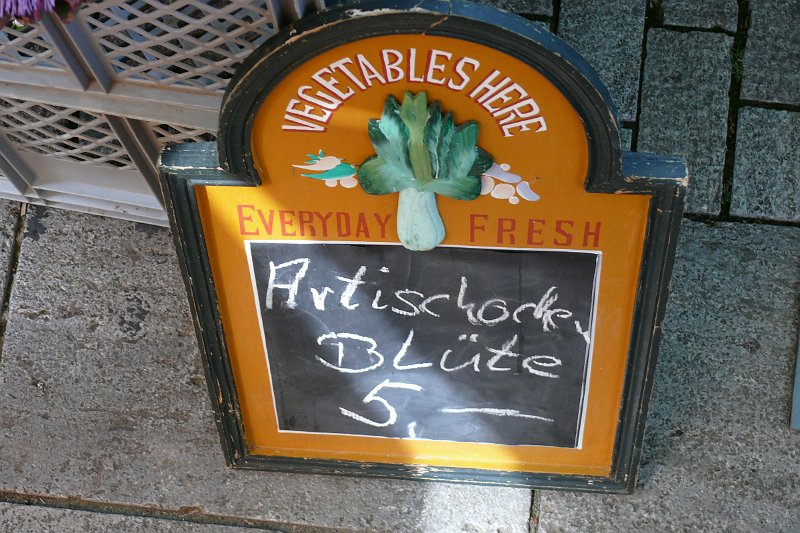 VEGETABLES HERE
EVERYDAY FRESH
Artischocken
BLüte
5,—